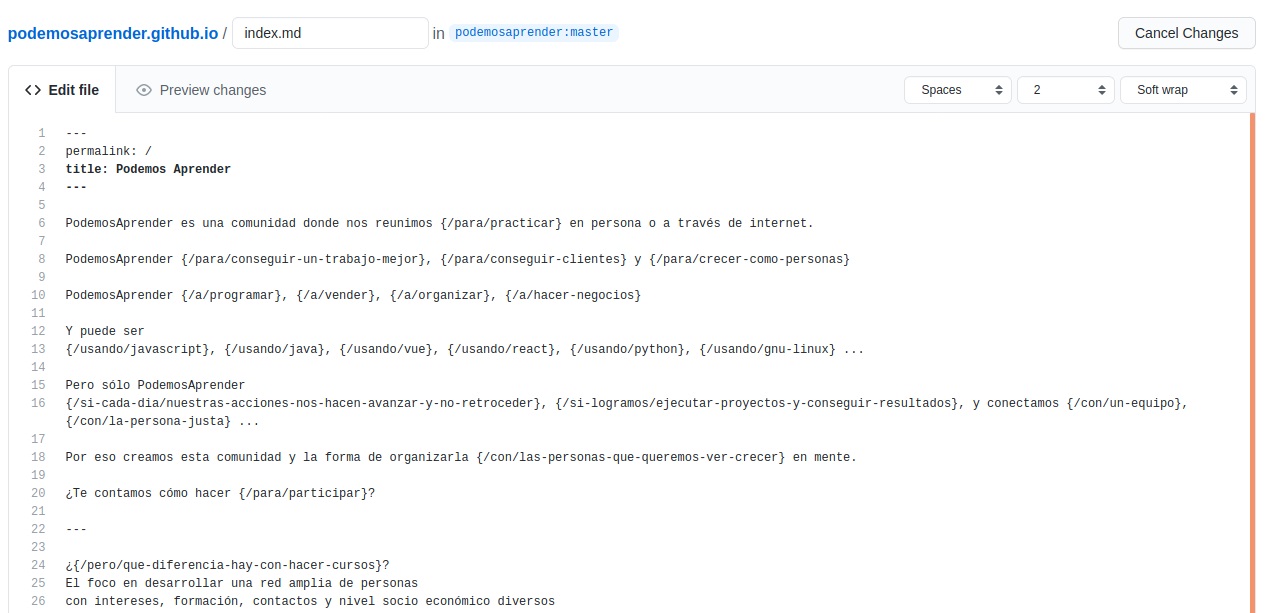 podemosaprender.github.io / index.md in podemosaprender:master Cancel Changes
Edit file Preview changes Spaces 2 Soft wrap
1 ---
2 permalink: /
3 title: Podemos Aprender
4 ---
5
6 PodemosAprender es una comunidad donde nos reunimos {/para/practicar} en persona o a través de internet.
7
8 PodemosAprender {/para/conseguir-un-trabajo-mejor}, {/para/conseguir-clientes} y {/para/crecer-como-personas}
9
10 PodemosAprender {/a/programar}, {/a/vender}, {/a/organizar}, {/a/hacer-negocios}
11
12 Y puede ser
13 {/usando/javascript}, {/usando/java}, {/usando/vue}, {/usando/react}, {/usando/python}, {/usando/gnu-linux} ...
14
15 Pero sólo PodemosAprender
16 {/si-cada-dia/nuestras-acciones-nos-hacen-avanzar-y-no-retroceder}, {/si-logramos/ejecutar-proyectos-y-conseguir-resultados}, y conectamos {/con/un-equipo},
{/con/la-persona-justa} ...
17
18 Por eso creamos esta comunidad y la forma de organizarla {/con/las-personas-que-queremos-ver-crecer} en mente.
19
20 ¿Te contamos cómo hacer {/para/participar}?
21
22 ---
23
24 ¿{/pero/que-diferencia-hay-con-hacer-cursos}?
25 El foco en desarrollar una red amplia de personas
26 con intereses, formación, contactos y nivel socio económico diversos